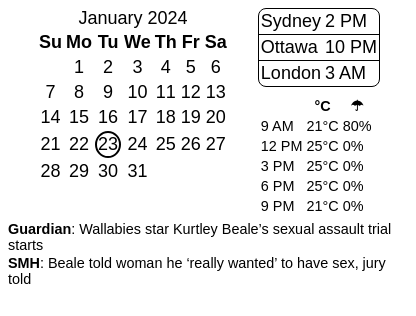 January 2024
Su Mo Tu We Th Fr Sa
1 2 3 4 5 6
7 8 9 10 11 12 13
14 15 16 17 18 19 20
21 22 23 24 25 26 27
28 29 30 31
Sydney 2 PM
Ottawa 10 PM
London 3 AM
°C ☂
9 AM 21°C 80%
12 PM 25°C 0%
3 PM 25°C 0%
6 PM 25°C 0%
9 PM 21°C 0%
Guardian: Wallabies star Kurtley Beale’s sexual assault trial
starts
SMH: Beale told woman he ‘really wanted’ to have sex, jury
told